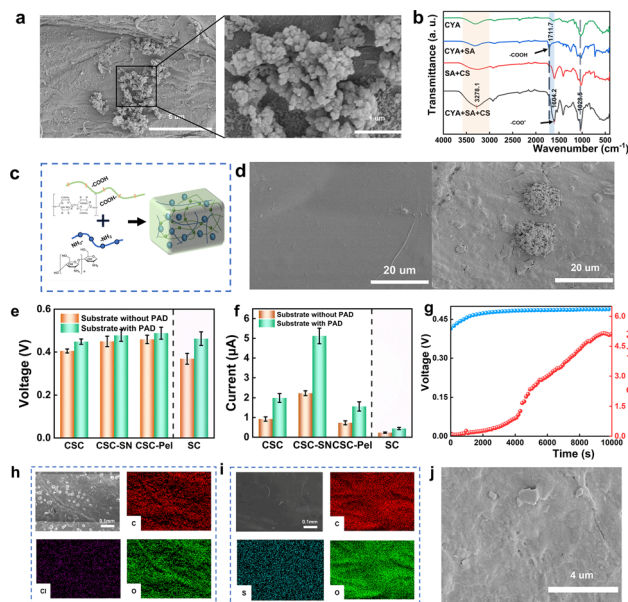 a
5 um
1 um
b
Transmittance (a. u.)
CYA
CYA+SA
SA+CS
CYA+SA+CS
1711.7
-COOH
3278.1
1604.2
1028.5
-COO⁻
4000 3500 3000 2500 2000 1500 1000 500
Wavenumber (cm⁻¹)
c
-COOH
COOH-
+
NH₂-
-NH₂
d
20 um
20 um
e
Voltage (V)
0.6
0.4
0.2
0.0
Substrate without PAD
Substrate with PAD
CSC CSC-SN CSC-Pel SC
f
Current (μA)
6
5
4
3
2
1
0
Substrate without PAD
Substrate with PAD
CSC CSC-SN CSC-Pel SC
g
Voltage (V)
0.45
0.30
0.15
0.00
6.0
4.5
3.0
1.5
0 2000 4000 6000 8000 10000
Time (s)
h
0.1mm
C
Cl
O
i
0.1mm
C
S
O
j
4 um